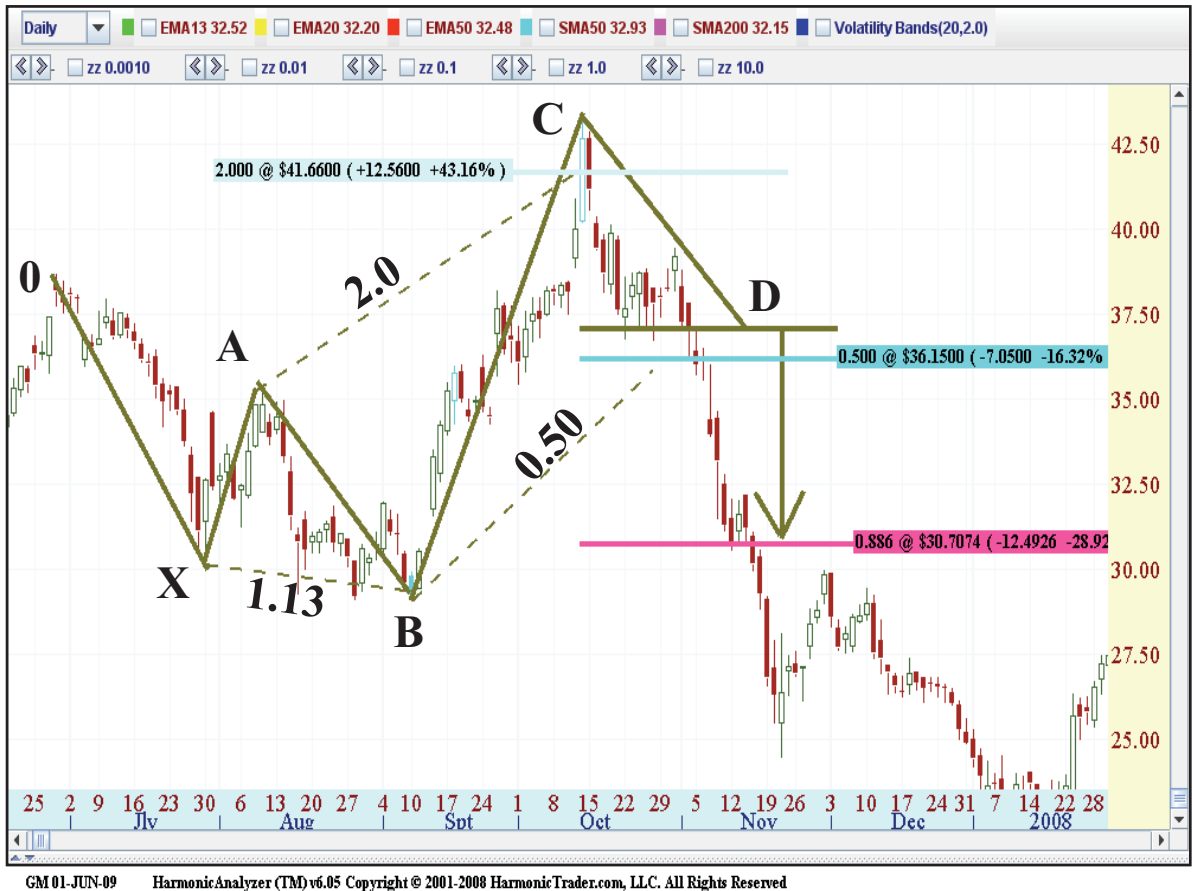 Daily EMA13 32.52 EMA20 32.20 EMA50 32.48 SMA50 32.93 SMA200 32.15 Volatility Bands(20,2.0)
zz 0.0010 zz 0.01 zz 0.1 zz 1.0 zz 10.0
C
42.50
2.000 @ $41.6600 ( +12.5600 +43.16% )
40.00
0
2.0
D
37.50
A
0.500 @ $36.1500 ( -7.0500 -16.32%
35.00
0.50
32.50
0.886 @ $30.7074 ( -12.4926 -28.92
X
30.00
1.13
B
27.50
25.00
25 2 9 16 23 30 6 13 20 27 4 10 17 24 1 8 15 22 29 5 12 19 26 3 10 17 24 31 7 14 22 28
Jly Aug Spt Oct Nov Dec 2008
GM 01-JUN-09 HarmonicAnalyzer (TM) v6.05 Copyright © 2001-2008 HarmonicTrader.com, LLC. All Rights Reserved